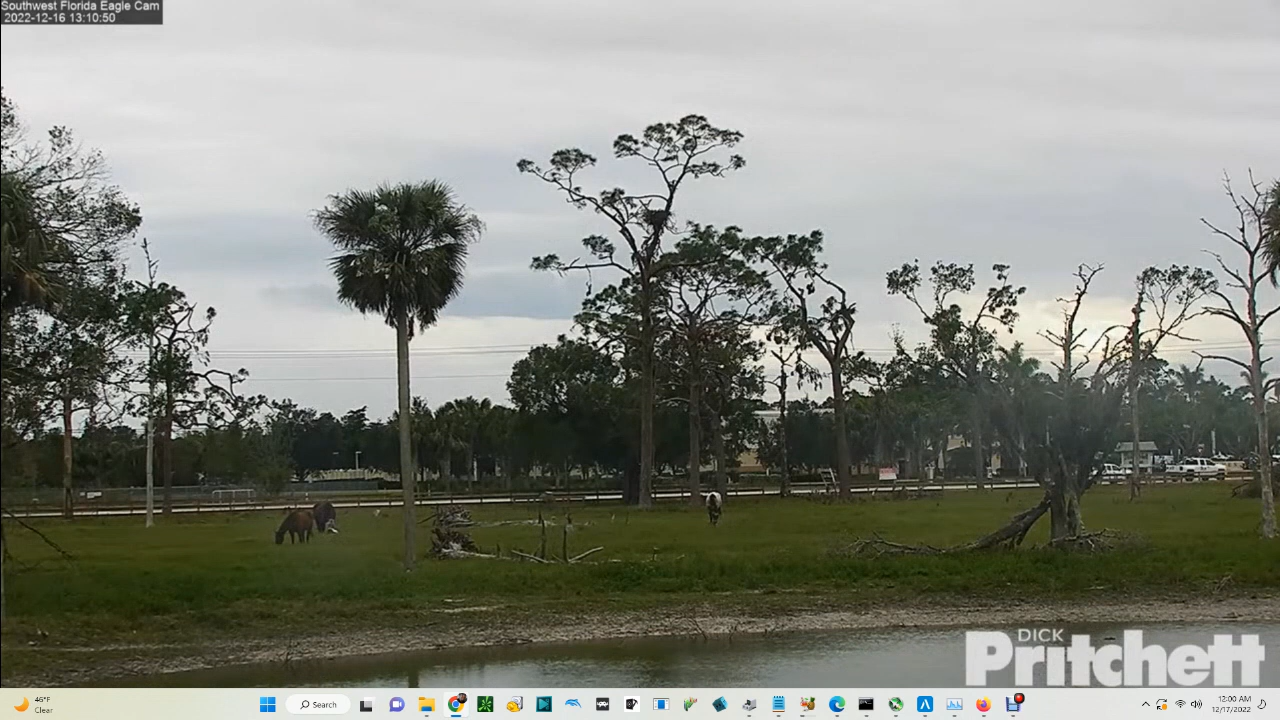 Southwest Florida Eagle Cam
2022-12-16 13:10:50
DICK
Pritchett
46°F
Clear
Search
12:00 AM
12/17/2022